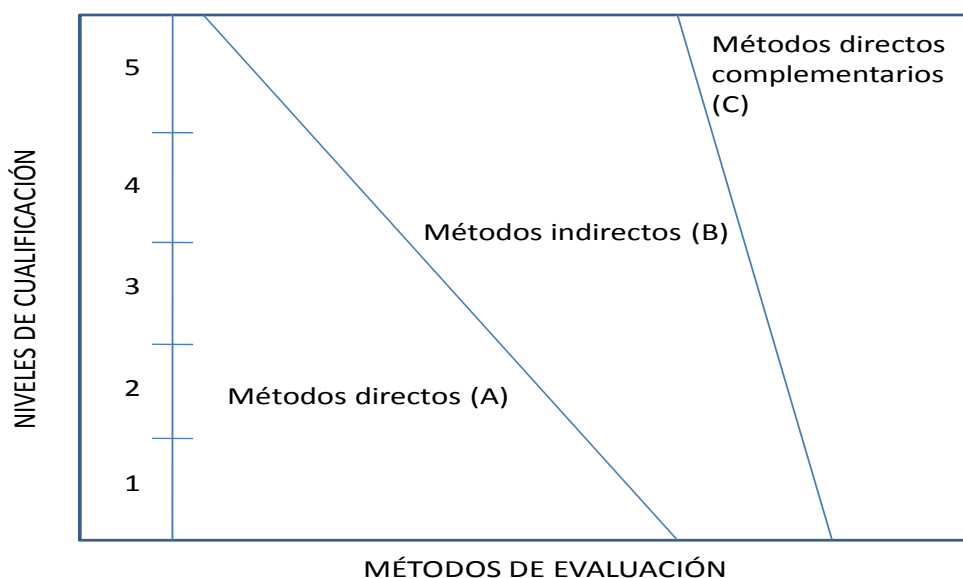 NIVELES DE CUALIFICACIÓN
5
4
3
2
1
Métodos directos
complementarios
(C)
Métodos indirectos (B)
Métodos directos (A)
MÉTODOS DE EVALUACIÓN